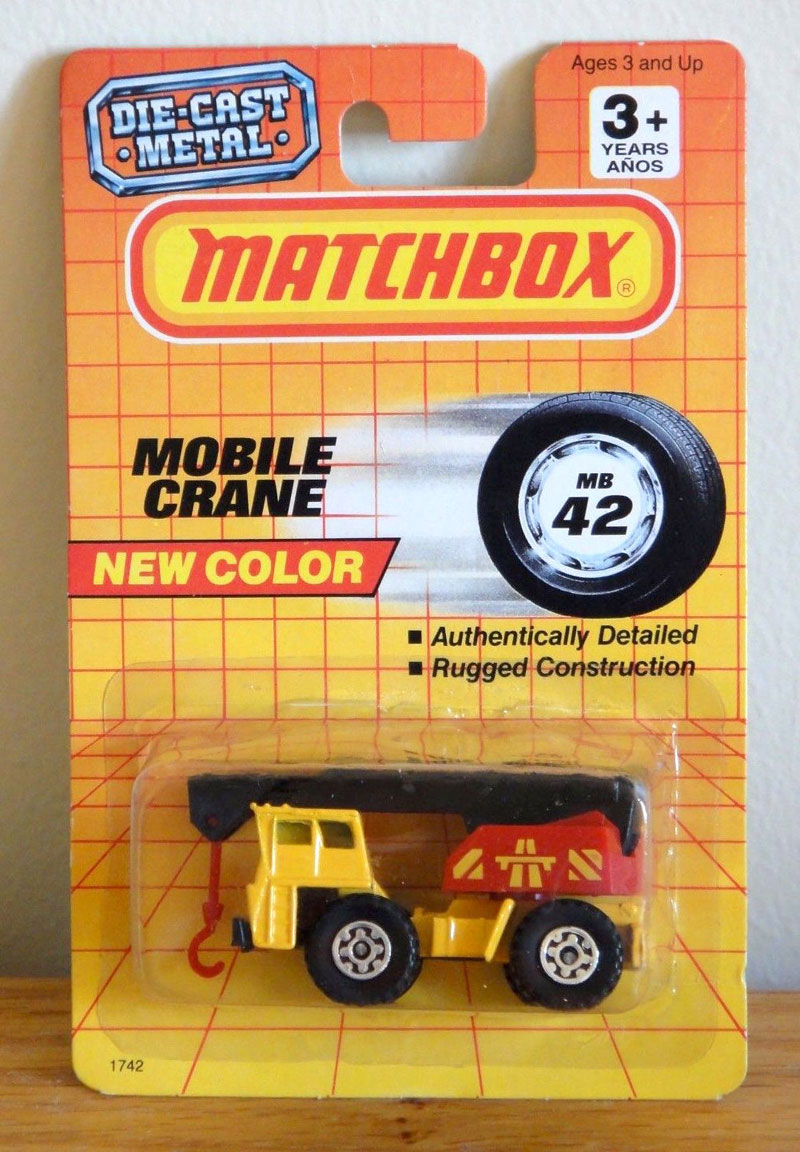 Ages 3 and Up
DIE-CAST
METAL
3+
YEARS
AÑOS
MATCHBOX®
MOBILE
CRANE
MB
42
NEW COLOR
■ Authentically Detailed
■ Rugged Construction
1742